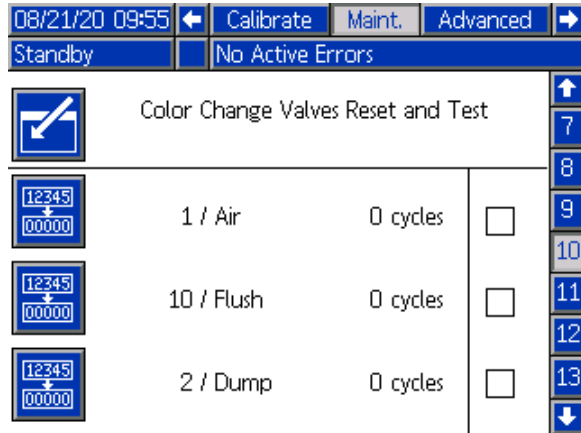 08/21/20 09:55 Calibrate Maint. Advanced
Standby No Active Errors
Color Change Valves Reset and Test
7
8
12345
00000
1 / Air 0 cycles
9
10
12345
00000
10 / Flush 0 cycles
11
12
12345
00000
2 / Dump 0 cycles
13